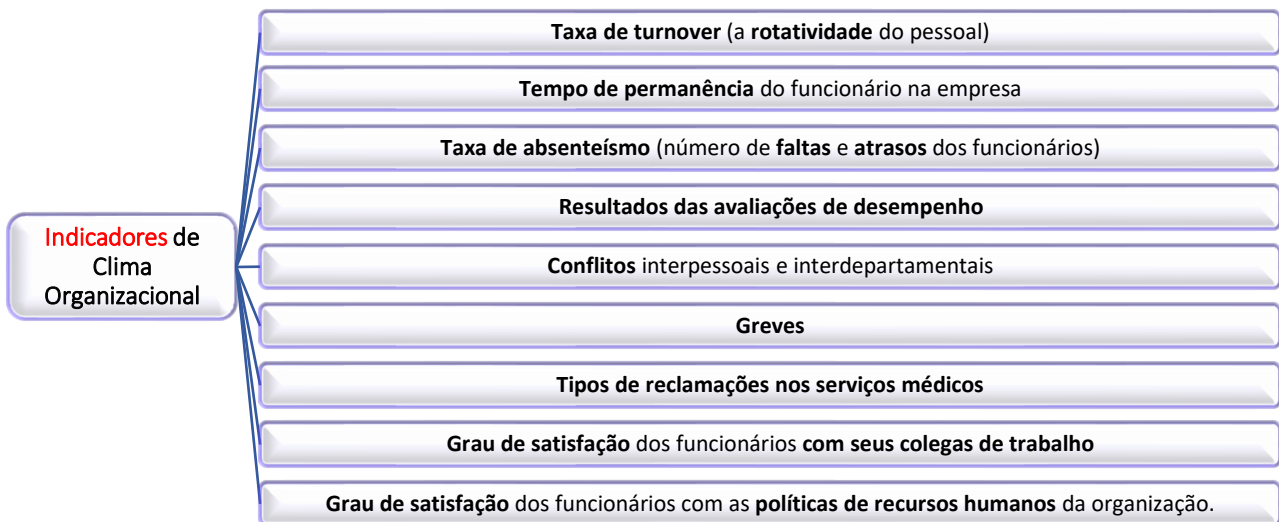 Taxa de turnover (a rotatividade do pessoal)
Tempo de permanência do funcionário na empresa
Taxa de absenteísmo (número de faltas e atrasos dos funcionários)
Resultados das avaliações de desempenho
Indicadores de
Clima
Organizacional
Conflitos interpessoais e interdepartamentais
Greves
Tipos de reclamações nos serviços médicos
Grau de satisfação dos funcionários com seus colegas de trabalho
Grau de satisfação dos funcionários com as políticas de recursos humanos da organização.